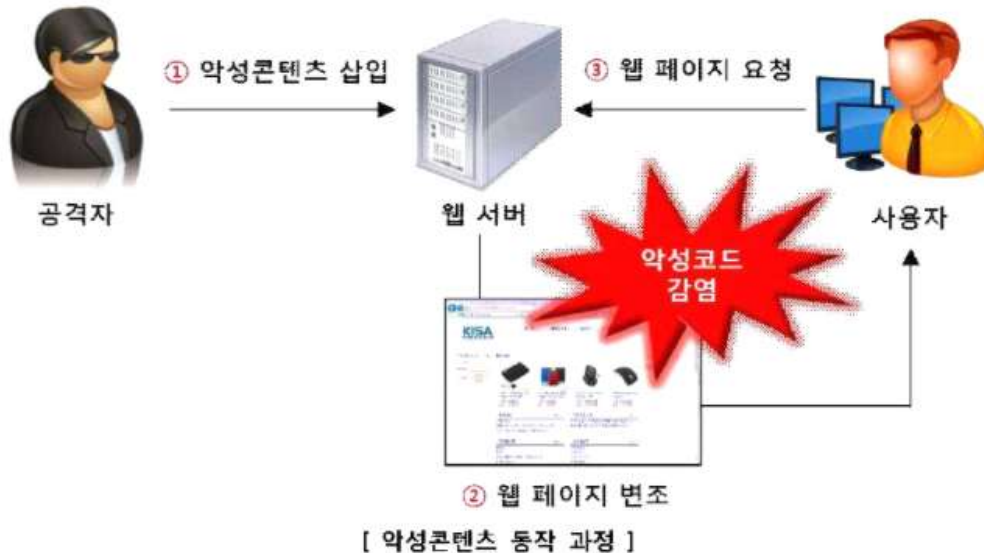 ① 악성콘텐츠 삽입
③ 웹 페이지 요청
공격자
웹 서버
사용자
악성코드
감염
KISA
② 웹 페이지 변조
[ 악성콘텐츠 동작 과정 ]